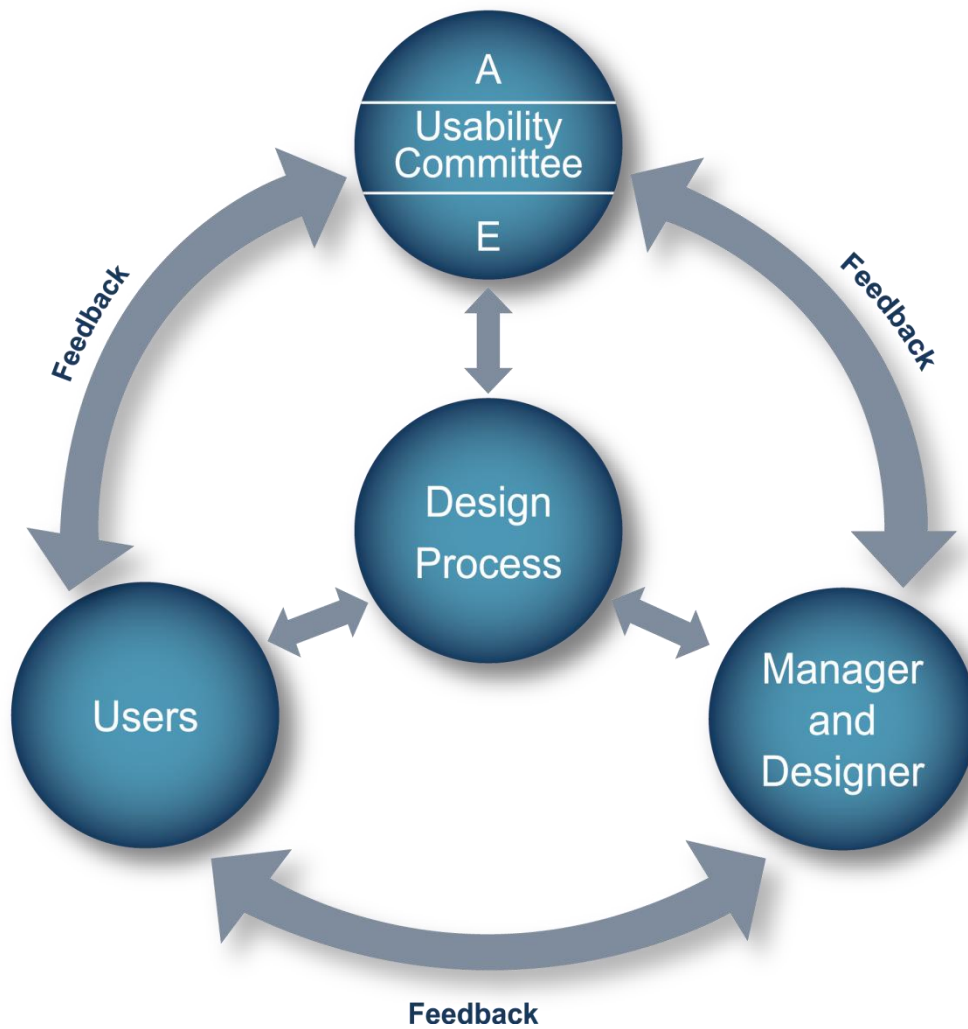 A
Usability
Committee
E
Feedback
Feedback
Design
Process
Users
Manager
and
Designer
Feedback